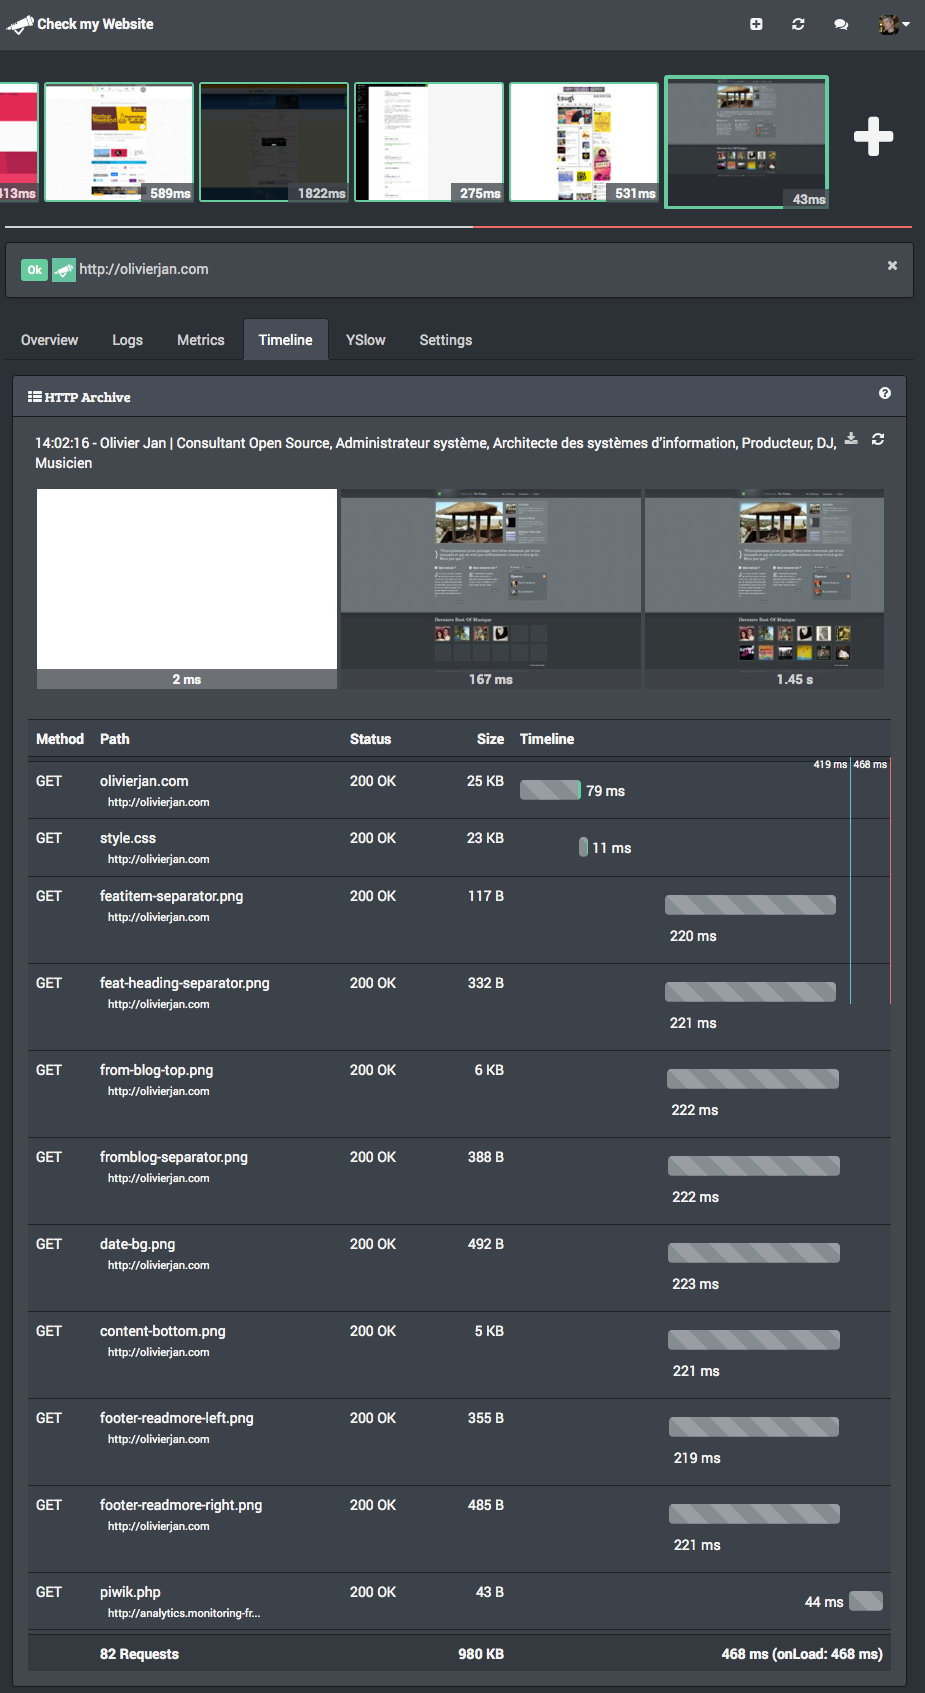 Check my Website
413ms
589ms
1822ms
275ms
531ms
43ms
Ok http://olivierjan.com
Overview Logs Metrics Timeline YSlow Settings
HTTP Archive
14:02:16 - Olivier Jan | Consultant Open Source, Administrateur système, Architecte des systèmes d'information, Producteur, DJ,
Musicien
Derniers Best Of Musique
Derniers Best Of Musique
2 ms
167 ms
1.45 s
Method Path Status Size Timeline
419 ms 468 ms
GET olivierjan.com 200 OK 25 KB 79 ms
http://olivierjan.com
GET style.css 200 OK 23 KB 11 ms
http://olivierjan.com
GET featitem-separator.png 200 OK 117 B
http://olivierjan.com
220 ms
GET feat-heading-separator.png 200 OK 332 B
http://olivierjan.com
221 ms
GET from-blog-top.png 200 OK 6 KB
http://olivierjan.com
222 ms
GET fromblog-separator.png 200 OK 388 B
http://olivierjan.com
222 ms
GET date-bg.png 200 OK 492 B
http://olivierjan.com
223 ms
GET content-bottom.png 200 OK 5 KB
http://olivierjan.com
221 ms
GET footer-readmore-left.png 200 OK 355 B
http://olivierjan.com
219 ms
GET footer-readmore-right.png 200 OK 485 B
http://olivierjan.com
221 ms
GET piwik.php 200 OK 43 B 44 ms
http://analytics.monitoring-fr...
82 Requests 980 KB 468 ms (onLoad: 468 ms)